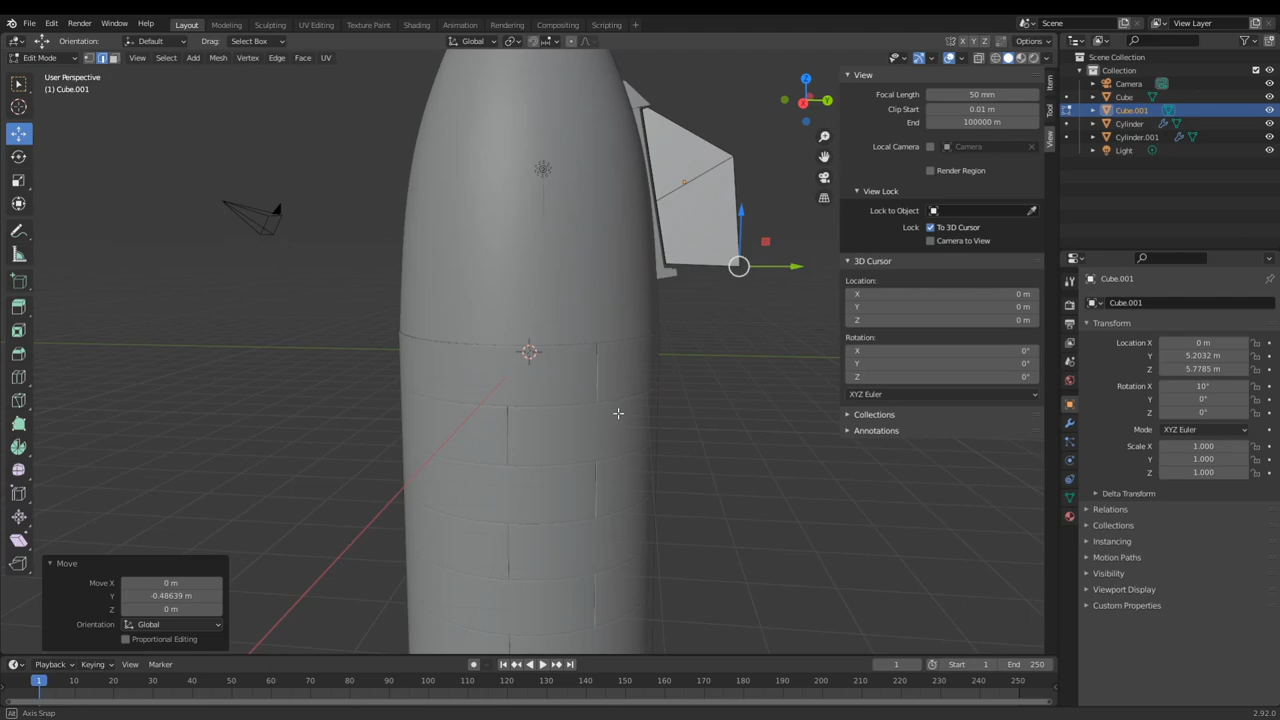 File Edit Render Window Help Layout Modeling Sculpting UV Editing Texture Paint Shading Animation Rendering Compositing Scripting + Scene View Layer
Orientation: Default Drag: Select Box Global X Y Z Options
Edit Mode View Select Add Mesh Vertex Edge Face UV
User Perspective
(1) Cube.001
Z
Y
X
View
Focal Length 50 mm
Clip Start 0.01 m
End 100000 m
Local Camera Camera
Render Region
View Lock
Lock to Object
Lock To 3D Cursor
Camera to View
3D Cursor
Location:
X 0 m
Y 0 m
Z 0 m
Rotation:
X 0°
Y 0°
Z 0°
XYZ Euler
Collections
Annotations
Item
Tool
View
Scene Collection
Collection
Camera
Cube
Cube.001
Cylinder
Cylinder.001
Light
Cube.001
Cube.001
Transform
Location X 0 m
Y 5.2032 m
Z 5.7785 m
Rotation X 10°
Y 0°
Z 0°
Mode XYZ Euler
Scale X 1.000
Y 1.000
Z 1.000
Delta Transform
Relations
Collections
Instancing
Motion Paths
Visibility
Viewport Display
Custom Properties
Move
Move X 0 m
Y -0.48639 m
Z 0 m
Orientation Global
Proportional Editing
Playback Keying View Marker 1 Start 1 End 250
1 10 20 30 40 50 60 70 80 90 100 110 120 130 140 150 160 170 180 190 200 210 220 230 240 250
Alt Axis Snap 2.92.0